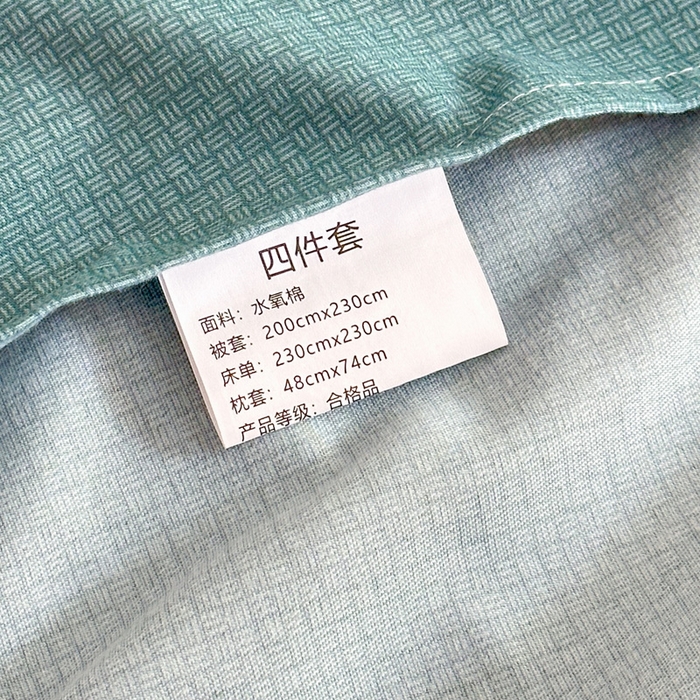 四件套
面料：水氧棉
被套：200cmx230cm
床单：230cmx230cm
枕套：48cmx74cm
产品等级：合格品